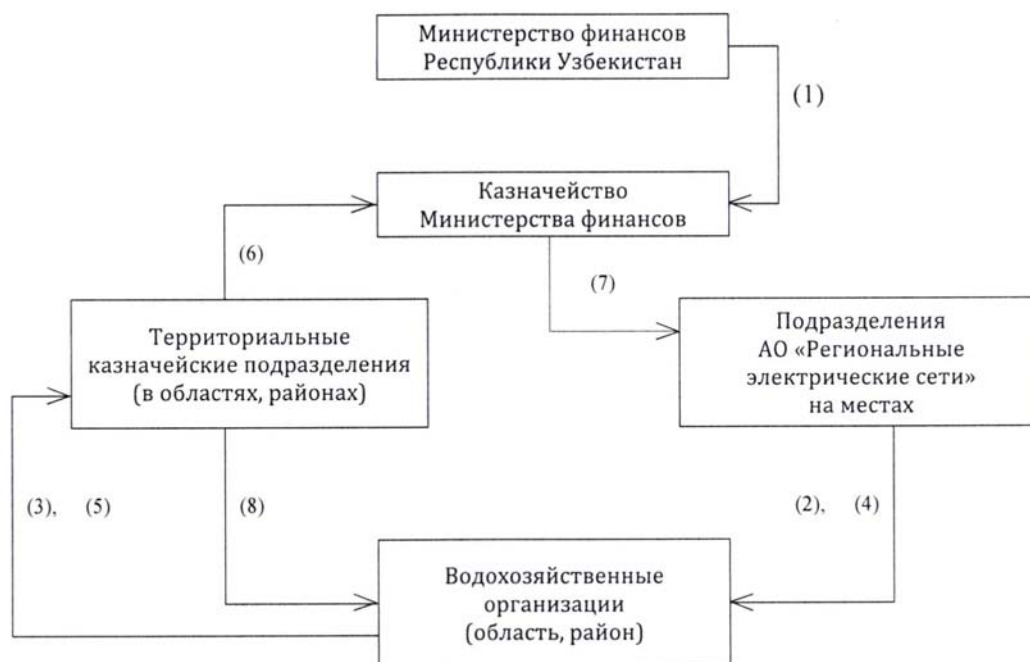 Министерство финансов
Республики Узбекистан
(1)
Казначейство
Министерства финансов
(6)
(7)
Территориальные
казначейские подразделения
(в областях, районах)
Подразделения
АО «Региональные
электрические сети»
на местах
(3), (5)
(8)
(2), (4)
Водохозяйственные
организации
(область, район)